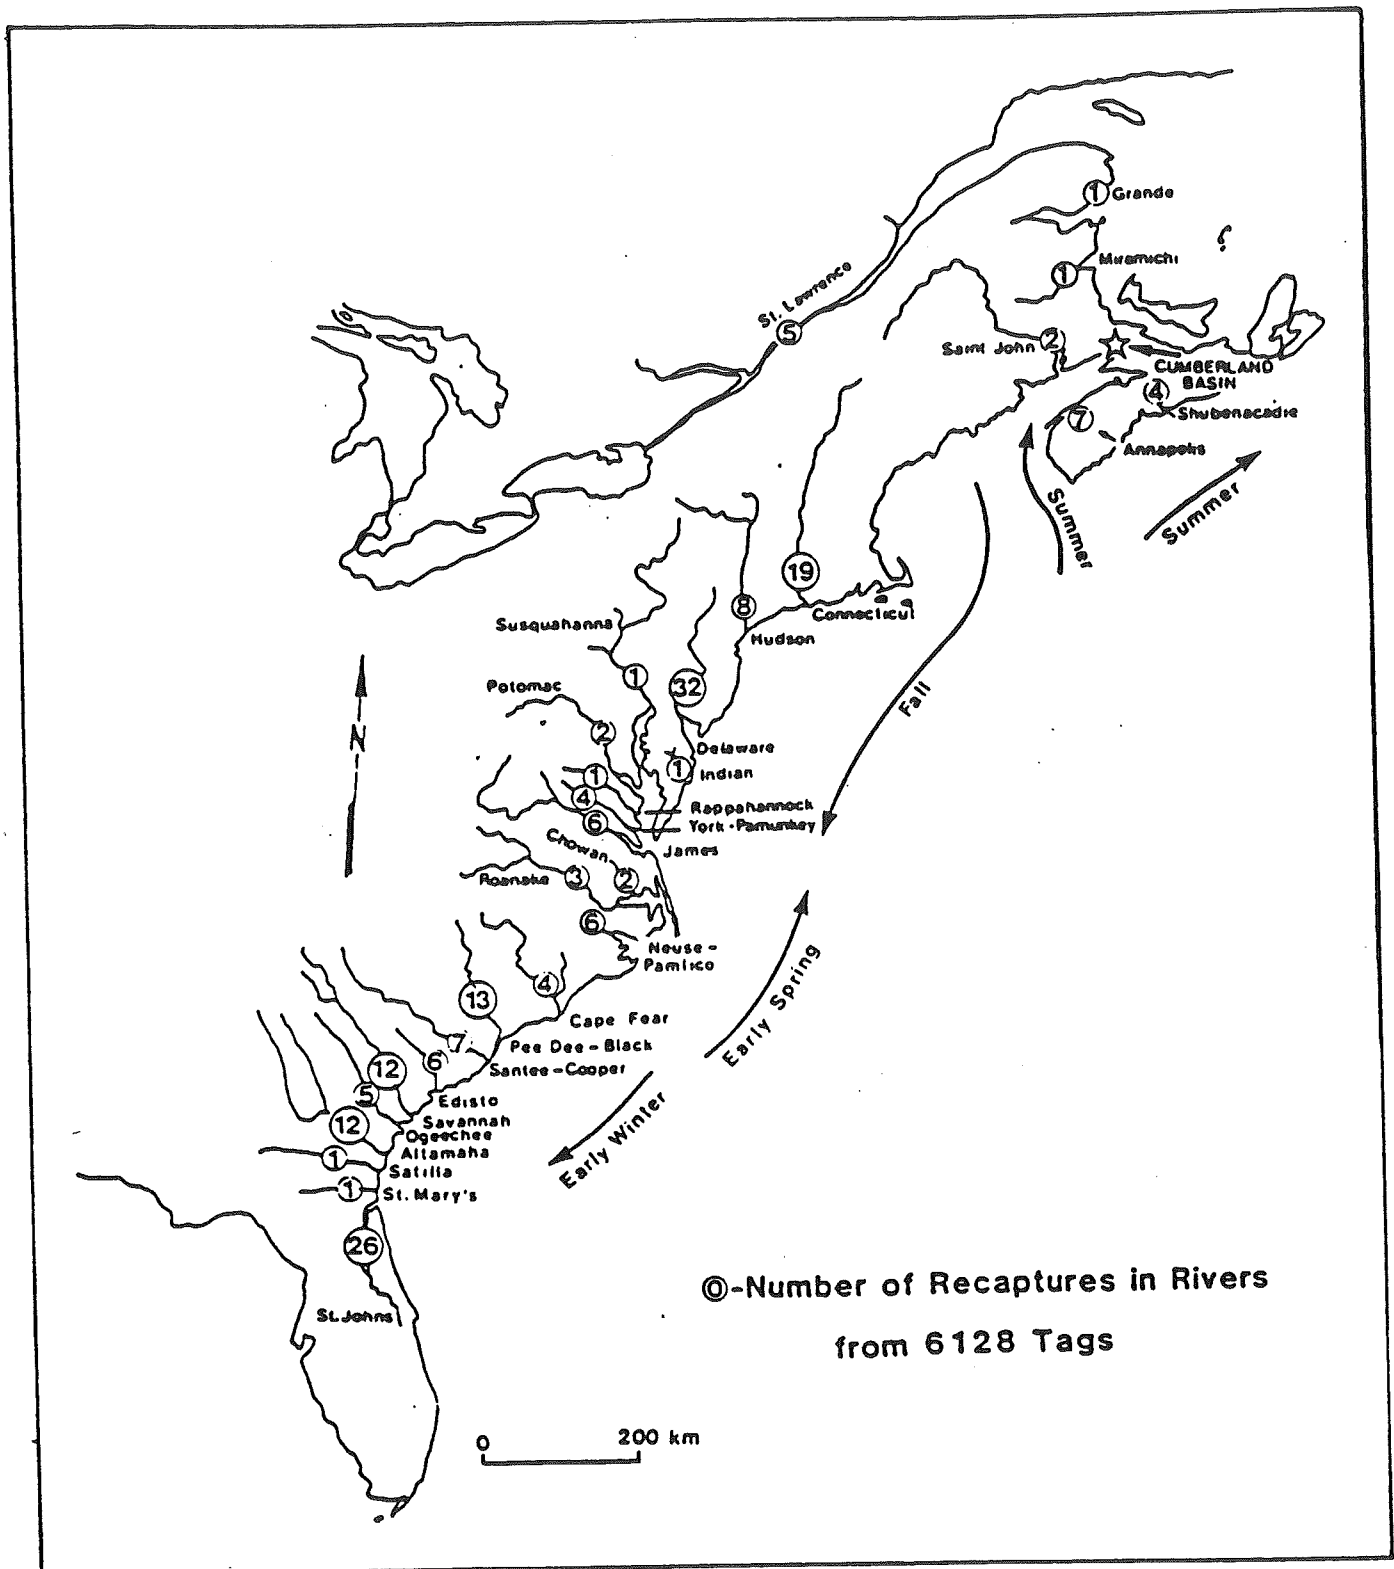 1 Grande
Miramichi
1
St. Lawrence
5
Saint John 2
CUMBERLAND
BASIN
4
Shubenacadie
7
Annapolis
Summer
Summer
19
8
Connecticut
Hudson
Susquahanna
1
32
Potomac
2
Delaware
1
Indian
1
4
Rappahannock
York-Pamunkey
6
James
Chowan
Roanoke
3
2
6
Neuse-
Pamlico
Fall
N
4
13
Cape Fear
7
Pee Dee-Black
6
Santee-Cooper
12
5
Edisto
Savannah
12
Ogeechee
Altamaha
1
Satilla
1
St. Mary's
26
St. Johns
Early Spring
Early Winter
0-Number of Recaptures in Rivers
from 6128 Tags
0 200 km